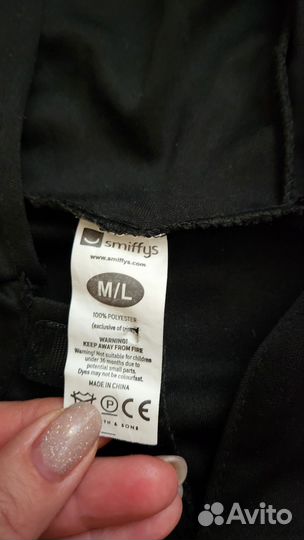 smiffys
www.smiffys.com
M/L
100% POLYESTER
(exclusive of
WARNING!
KEEP AWAY FROM FIRE
Warning! Not suitable for children
under 36 months due to
potential small parts.
Dyes may not be colourfast.
MADE IN CHINA
P CE
Avito